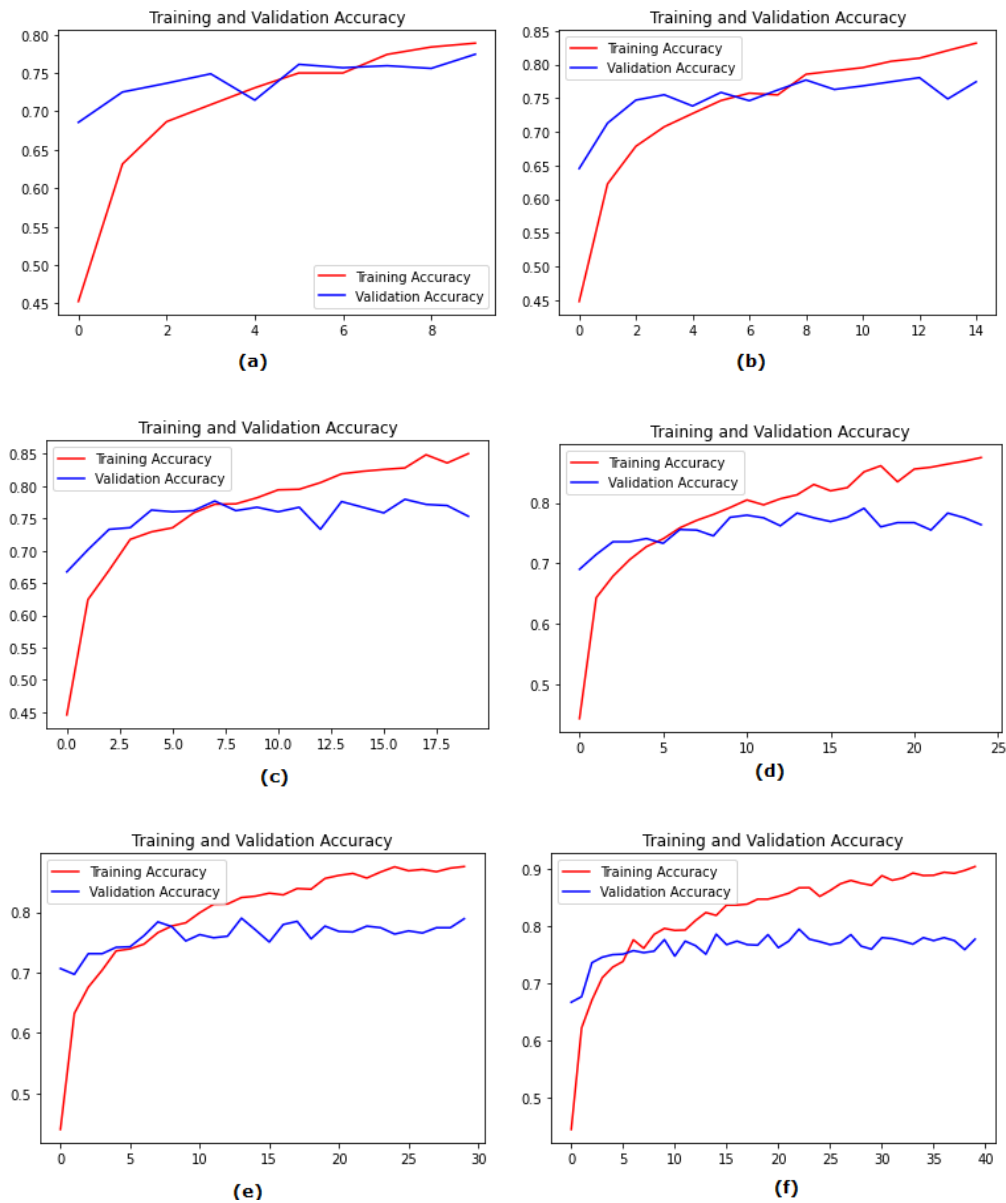 Training and Validation Accuracy
0.80
0.75
0.70
0.65
0.60
0.55
0.50
0.45
Training Accuracy
Validation Accuracy
0 2 4 6 8
(a)
Training and Validation Accuracy
0.85
0.80
0.75
0.70
0.65
0.60
0.55
0.50
0.45
Training Accuracy
Validation Accuracy
0 2 4 6 8 10 12 14
(b)
Training and Validation Accuracy
0.85
0.80
0.75
0.70
0.65
0.60
0.55
0.50
0.45
Training Accuracy
Validation Accuracy
0.0 2.5 5.0 7.5 10.0 12.5 15.0 17.5
(c)
Training and Validation Accuracy
0.8
0.7
0.6
0.5
Training Accuracy
Validation Accuracy
0 5 10 15 20 25
(d)
Training and Validation Accuracy
0.8
0.7
0.6
0.5
Training Accuracy
Validation Accuracy
0 5 10 15 20 25 30
(e)
Training and Validation Accuracy
0.9
0.8
0.7
0.6
0.5
Training Accuracy
Validation Accuracy
0 5 10 15 20 25 30 35 40
(f)